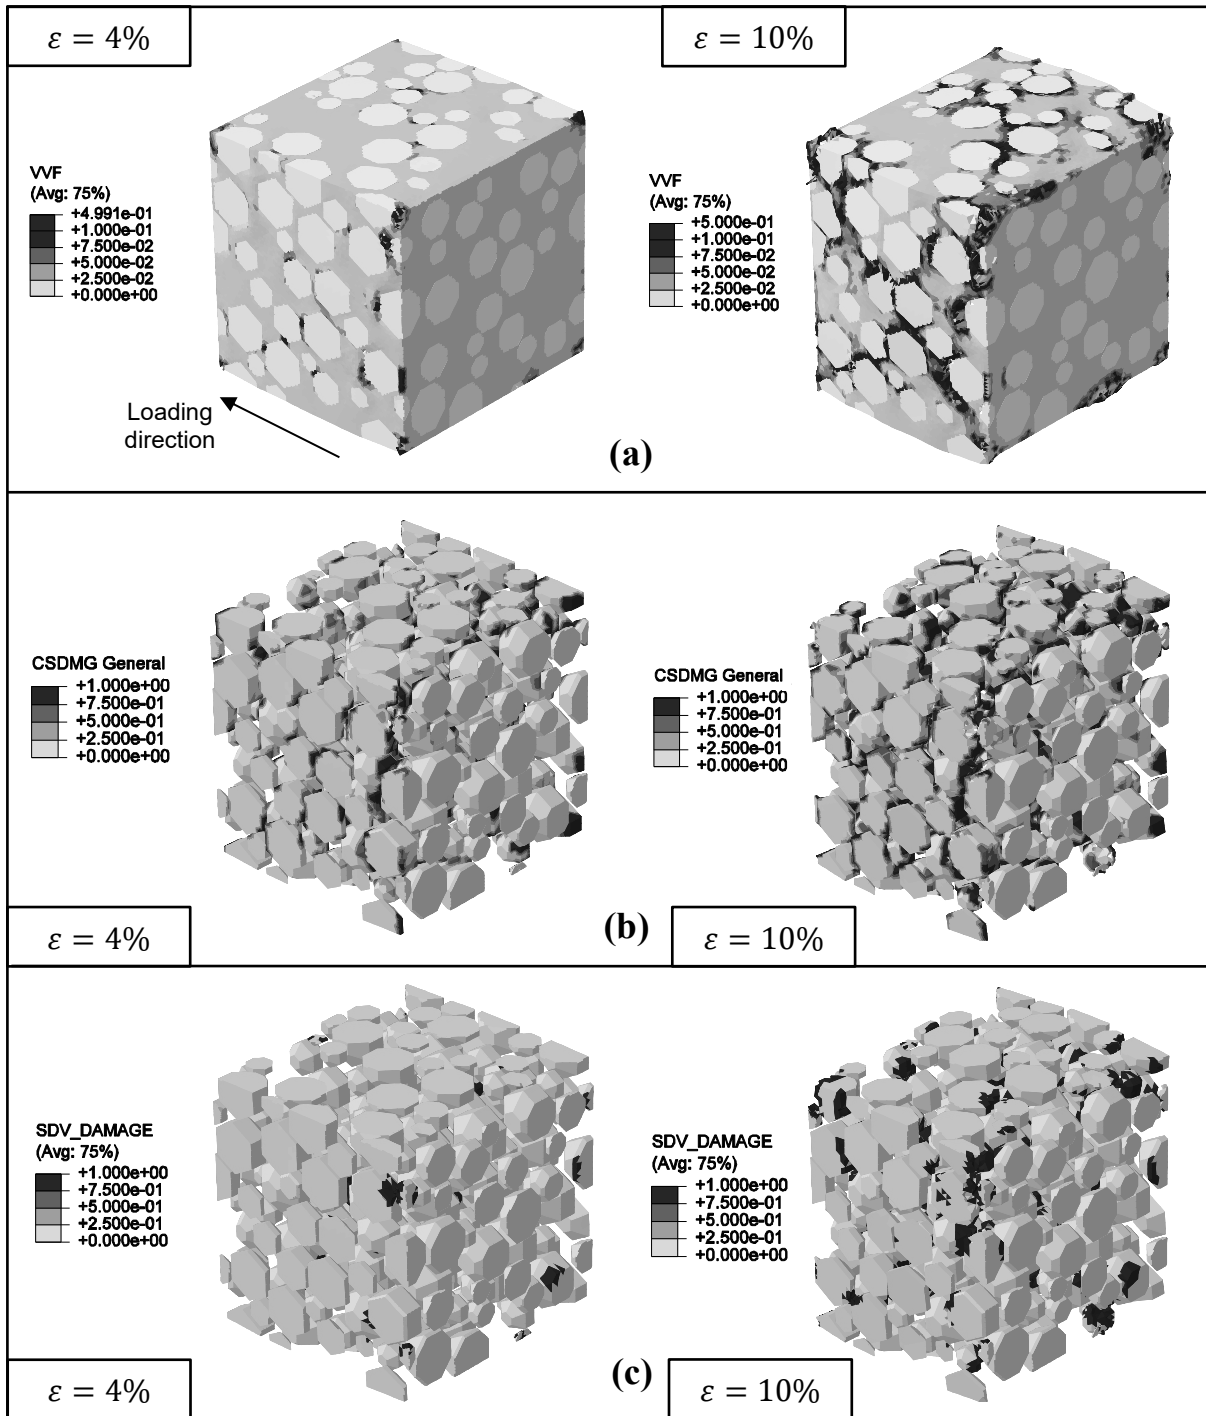 ε = 4%
ε = 10%
VVF
(Avg: 75%)
+4.991e-01
+1.000e-01
+7.500e-02
+5.000e-02
+2.500e-02
+0.000e+00
VVF
(Avg: 75%)
+5.000e-01
+1.000e-01
+7.500e-02
+5.000e-02
+2.500e-02
+0.000e+00
Loading
direction
(a)
CSDMG General
+1.000e+00
+7.500e-01
+5.000e-01
+2.500e-01
+0.000e+00
CSDMG General
+1.000e+00
+7.500e-01
+5.000e-01
+2.500e-01
+0.000e+00
ε = 4%
(b)
ε = 10%
SDV_DAMAGE
(Avg: 75%)
+1.000e+00
+7.500e-01
+5.000e-01
+2.500e-01
+0.000e+00
SDV_DAMAGE
(Avg: 75%)
+1.000e+00
+7.500e-01
+5.000e-01
+2.500e-01
+0.000e+00
ε = 4%
(c)
ε = 10%